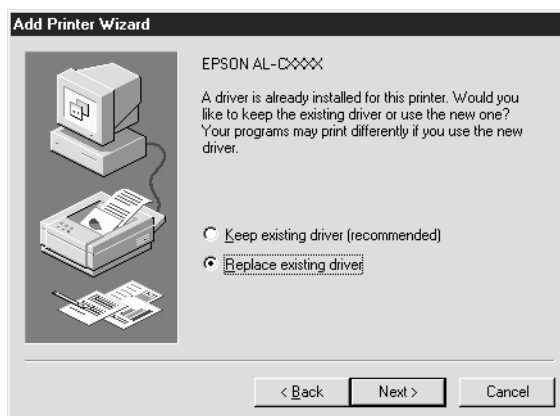 Add Printer Wizard
EPSON AL-CXXXX
A driver is already installed for this printer. Would you
like to keep the existing driver or use the new one?
Your programs may print differently if you use the new
driver.
Keep existing driver (recommended)
Replace existing driver
< Back
Next >
Cancel